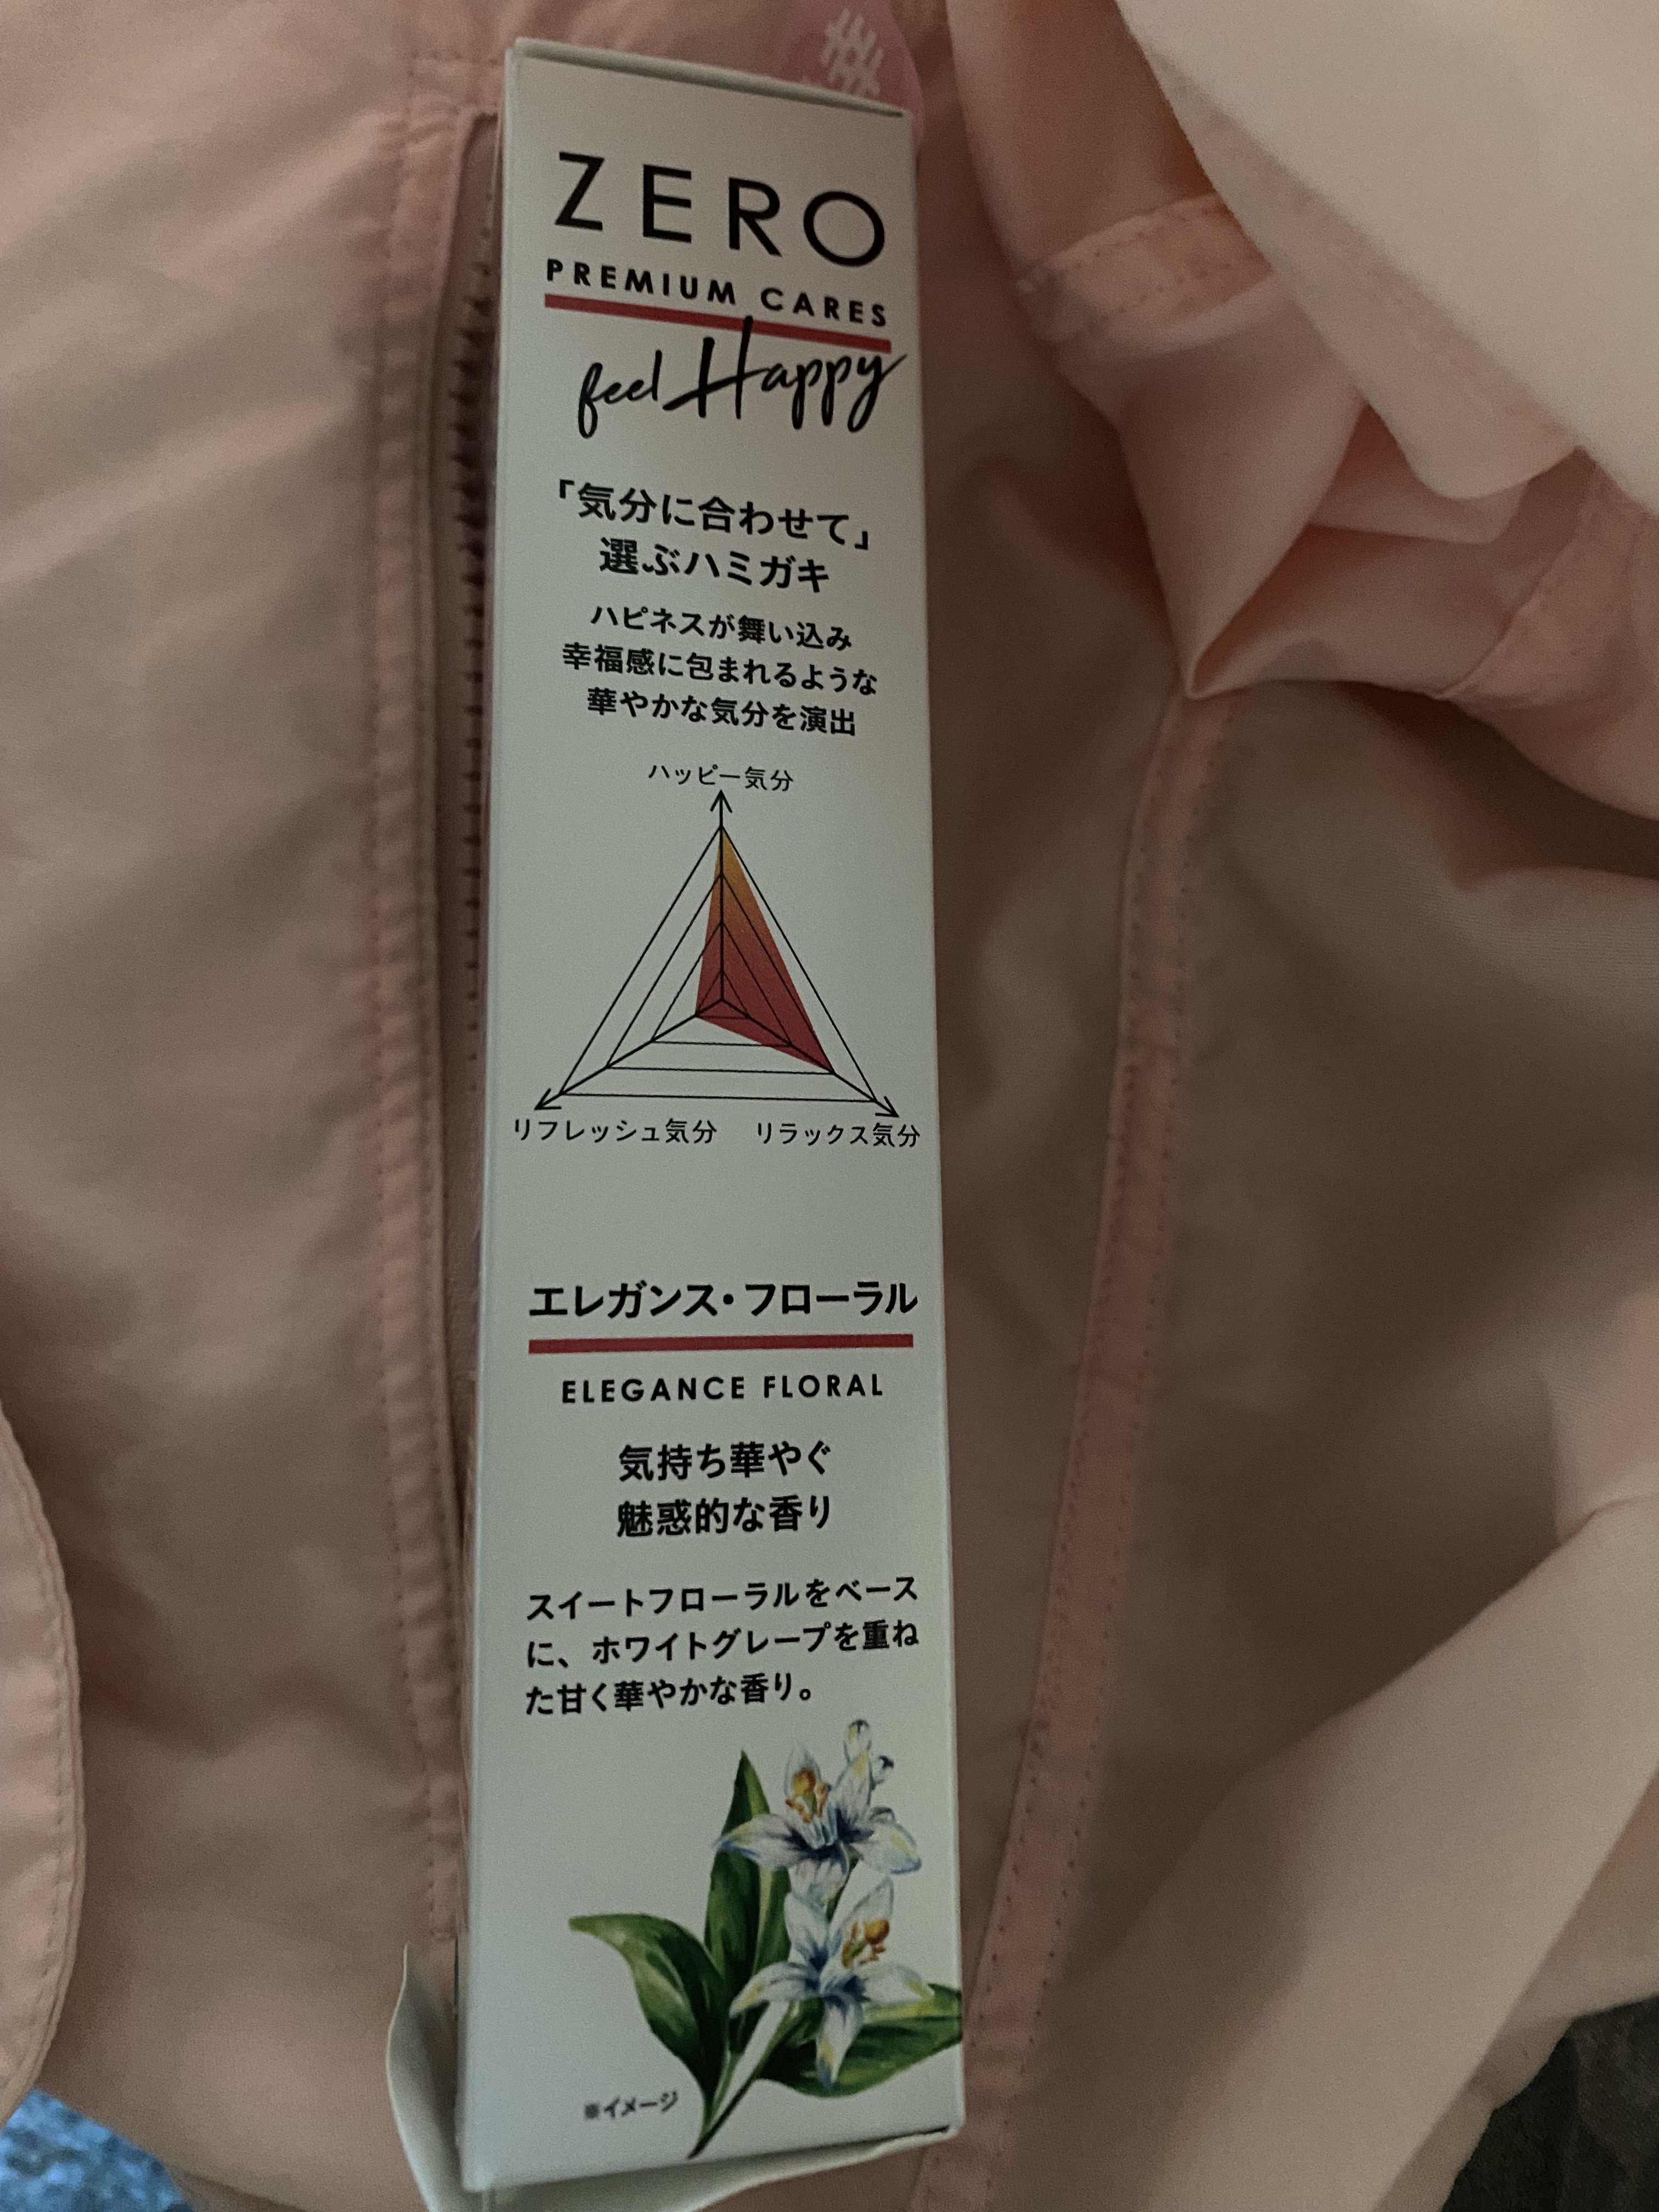 ZERO
PREMIUM CARES
feel Happy
「気分に合わせて」
選ぶハミガキ
ハピネスが舞い込み
幸福感に包まれるような
華やかな気分を演出
ハッピー気分
リフレッシュ気分 リラックス気分
エレガンス・フローラル
ELEGANCE FLORAL
気持ち華やぐ
魅惑的な香り
スイートフローラルをベース
に、ホワイトグレープを重ね
た甘く華やかな香り。
※イメージ